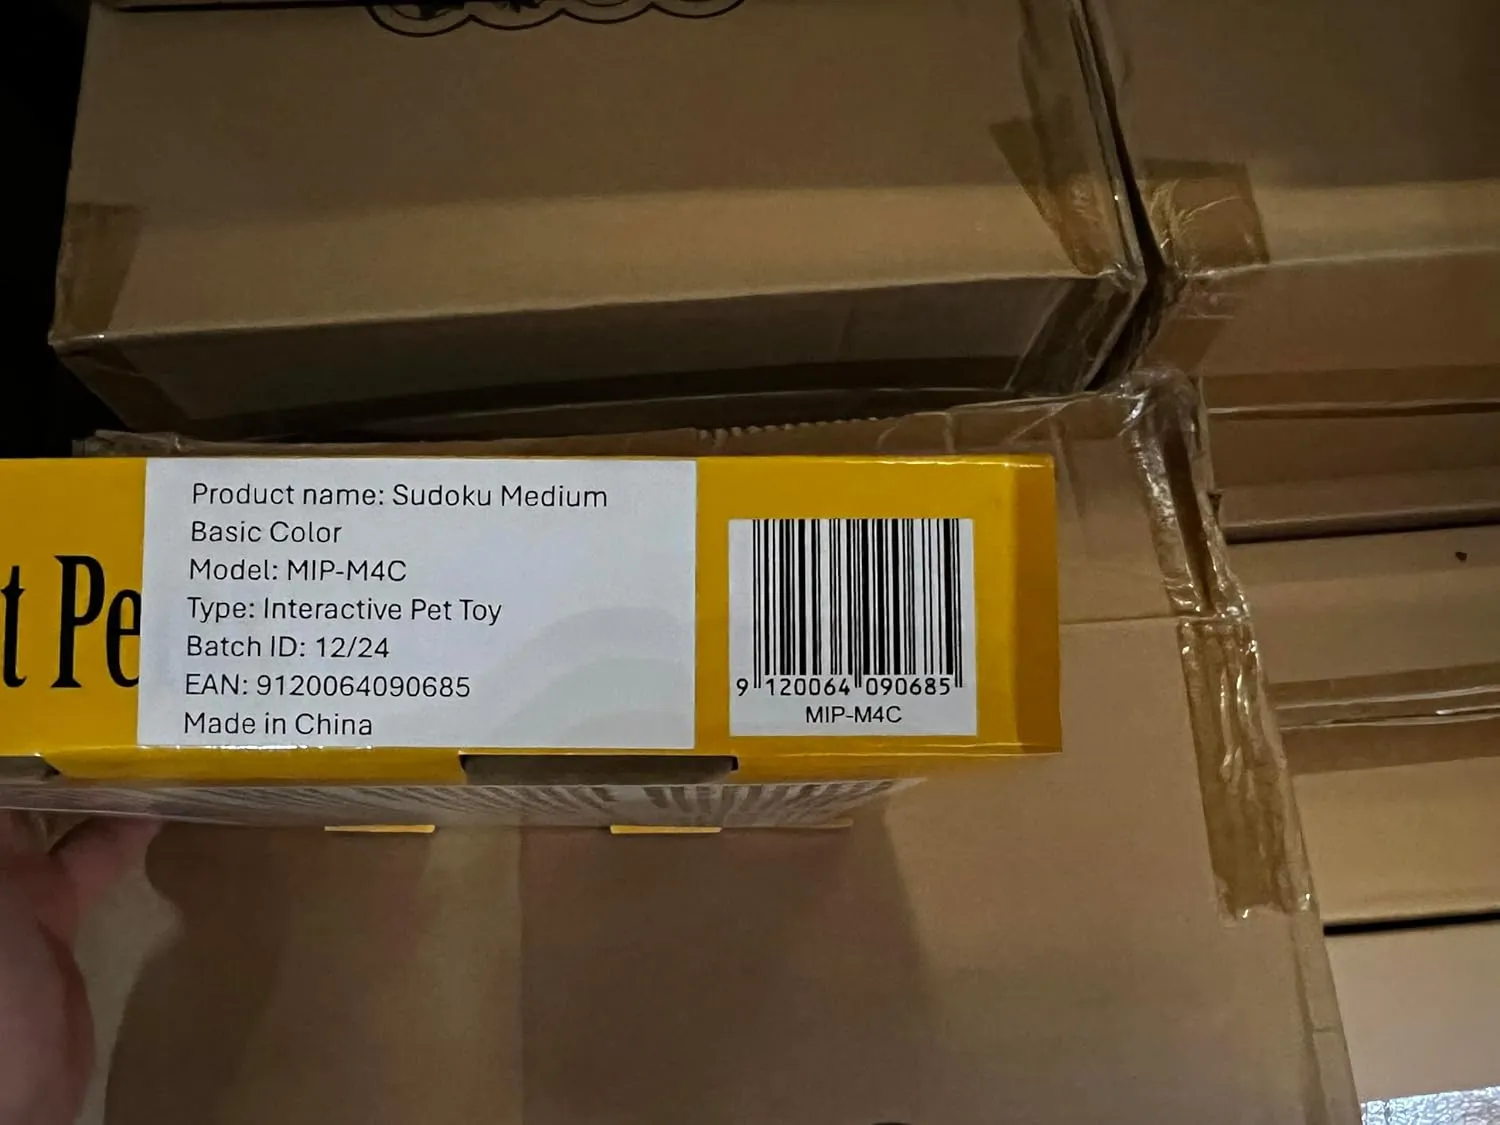 t Pe
Product name: Sudoku Medium
Basic Color
Model: MIP-M4C
Type: Interactive Pet Toy
Batch ID: 12/24
EAN: 9120064090685
Made in China
9 120064 090685
MIP-M4C